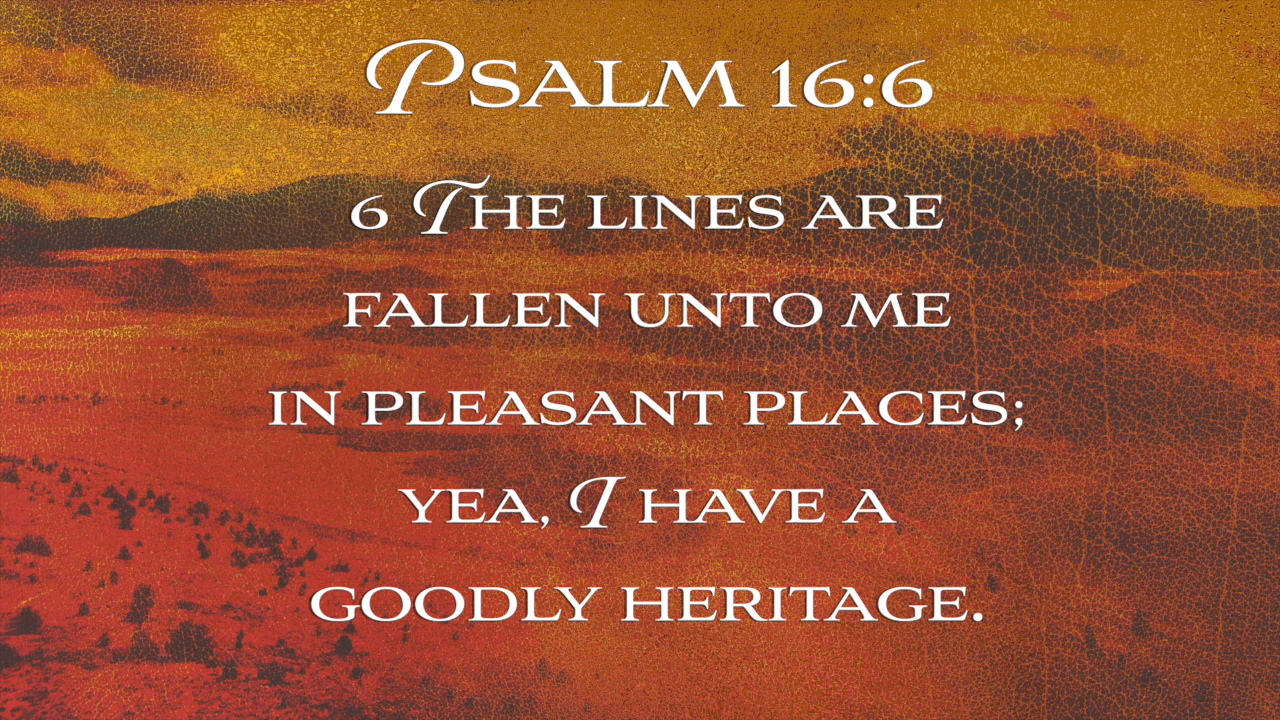 Psalm 16:6
6 The lines are
fallen unto me
in pleasant places;
yea, I have a
goodly heritage.